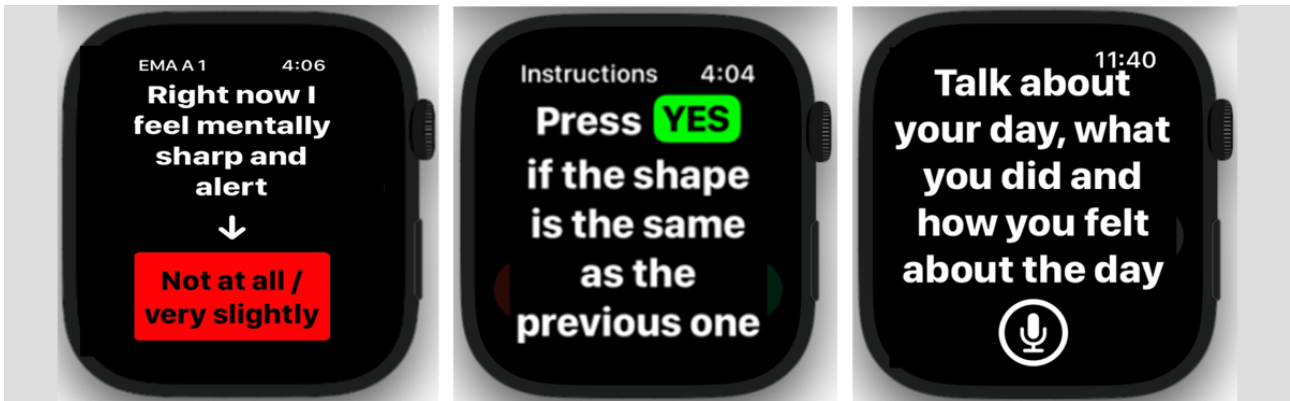 EMA A 1 4:06
Right now I
feel mentally
sharp and
alert
↓
Not at all /
very slightly
Instructions 4:04
Press YES
if the shape
is the same
as the
previous one
11:40
Talk about
your day, what
you did and
how you felt
about the day